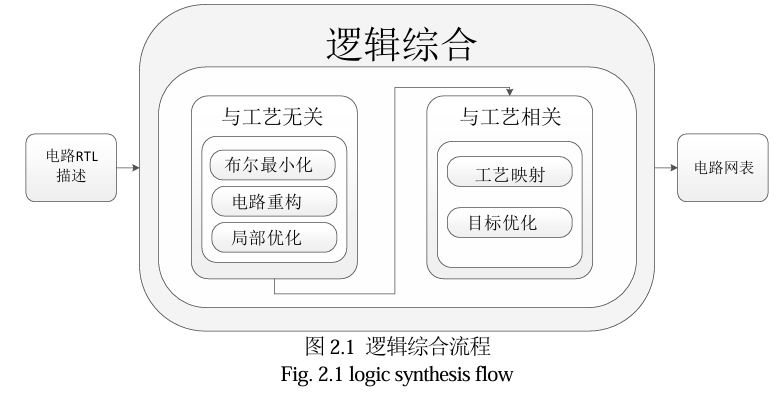 逻辑综合
电路RTL
描述
与工艺无关
布尔最小化
电路重构
局部优化
与工艺相关
工艺映射
目标优化
电路网表
图 2.1 逻辑综合流程
Fig. 2.1 logic synthesis flow